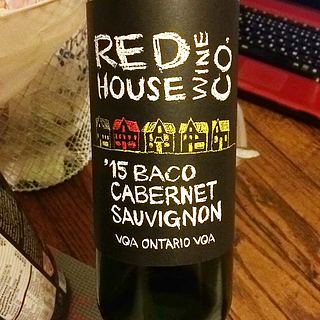 RED
HOUSE
WINE CO.
'15 BACO
CABERNET
SAUVIGNON
VQA ONTARIO VQA